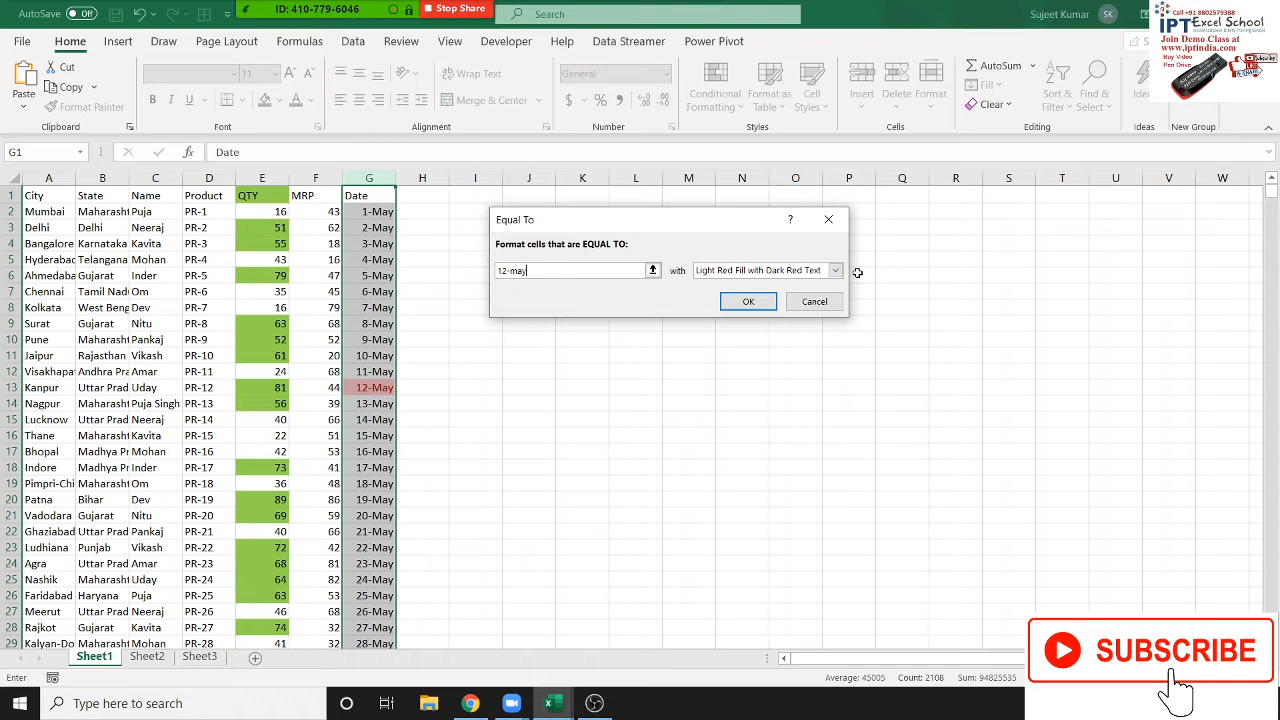 AutoSave Off
ID: 410-779-6046 Stop Share
Search
Sujeet Kumar SK
Call +91 8802579388
IPT Excel School
Join Demo Class at
www.iptindia.com
Buy Video
Pen Drive
Subscribe
File Home Insert Draw Page Layout Formulas Data Review View Developer Help Data Streamer Power Pivot
Paste Cut Copy Format Painter
Clipboard
11
B I U
Font
Wrap Text
Merge & Center
Alignment
General
$ % ,
Number
Conditional Formatting Format as Table Cell Styles
Styles
Insert Delete Format
Cells
AutoSum Fill Clear Sort & Filter Find & Select
Editing
Ideas
New Group
G1 fx Date
A B C D E F G H I J K L M N O P Q R S T U V W
1 City State Name Product QTY MRP Date
2 Mumbai Maharasht Puja PR-1 16 43 1-May
3 Delhi Delhi Neeraj PR-2 51 62 2-May
4 Bangalore Karnataka Kavita PR-3 55 18 3-May
5 Hyderabad Telangana Mohan PR-4 16 56 4-May
6 Ahmedaba Gujarat Inder PR-5 79 47 5-May
7 Chennai Tamil Nad Om PR-6 35 45 6-May
8 Kolkata West Beng Dev PR-7 16 79 7-May
9 Surat Gujarat Nitu PR-8 63 68 8-May
10 Pune Maharasht Pankaj PR-9 52 52 9-May
11 Jaipur Rajasthan Vikash PR-10 61 20 10-May
12 Visakhapat Andhra Pra Amar PR-11 24 68 11-May
13 Kanpur Uttar Prad Uday PR-12 81 44 12-May
14 Nagpur Maharasht Puja Singh PR-13 56 39 13-May
15 Lucknow Uttar Prad Neeraj PR-14 40 66 14-May
16 Thane Maharasht Kavita PR-15 22 51 15-May
17 Bhopal Madhya Pr Mohan PR-16 42 53 16-May
18 Indore Madhya Pr Inder PR-17 73 41 17-May
19 Pimpri-Chi Maharasht Om PR-18 36 48 18-May
20 Patna Bihar Dev PR-19 89 86 19-May
21 Vadodara Gujarat Nitu PR-20 69 59 20-May
22 Ghaziabad Uttar Prad Pankaj PR-21 40 66 21-May
23 Ludhiana Punjab Vikash PR-22 72 42 22-May
24 Agra Uttar Prad Amar PR-23 68 81 23-May
25 Nashik Maharasht Uday PR-24 64 82 24-May
26 Faridabad Haryana Puja PR-25 63 53 25-May
27 Meerut Uttar Prad Neeraj PR-26 46 68 26-May
28 Rajkot Gujarat Kavita PR-27 74 32 27-May
29 Kalyan-Do Maharasht Mohan PR-28 41 32 28-May
Equal To ?
Format cells that are EQUAL TO:
12-may with Light Red Fill with Dark Red Text
OK Cancel
Sheet1 Sheet2 Sheet3
Enter Average: 45005 Count: 2108 Sum: 94825535
SUBSCRIBE
Type here to search